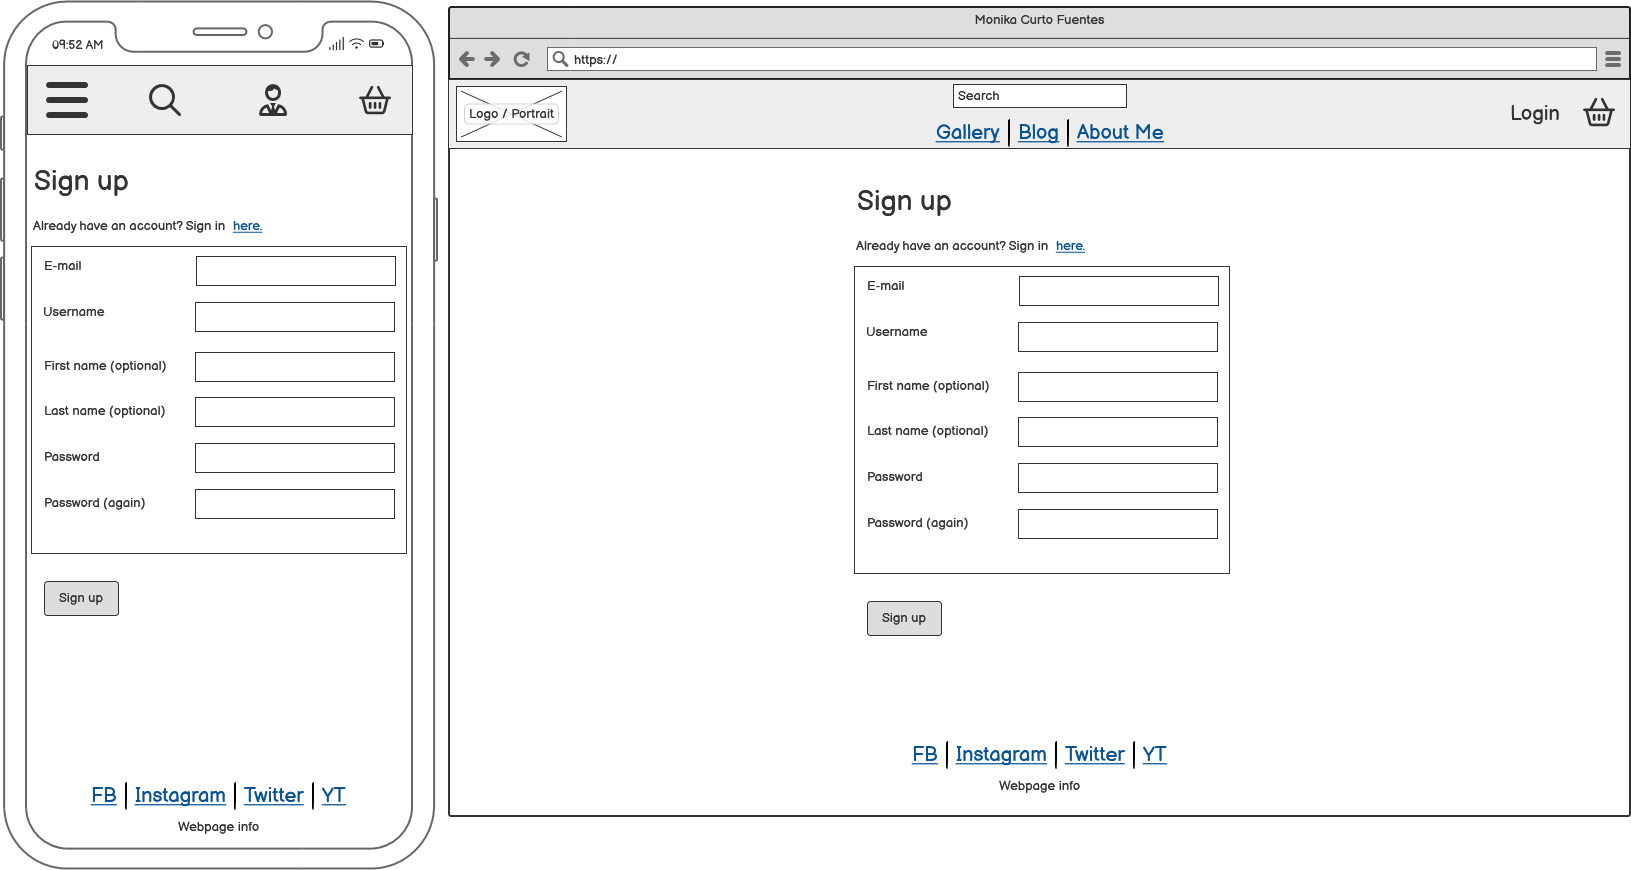 09:52 AM
Sign up
Already have an account? Sign in here.
E-mail
Username
First name (optional)
Last name (optional)
Password
Password (again)
Sign up
FB Instagram Twitter YT
Webpage info
Monika Curto Fuentes
https://
Logo / Portrait
Search
Gallery Blog About Me
Login
Sign up
Already have an account? Sign in here.
E-mail
Username
First name (optional)
Last name (optional)
Password
Password (again)
Sign up
FB Instagram Twitter YT
Webpage info